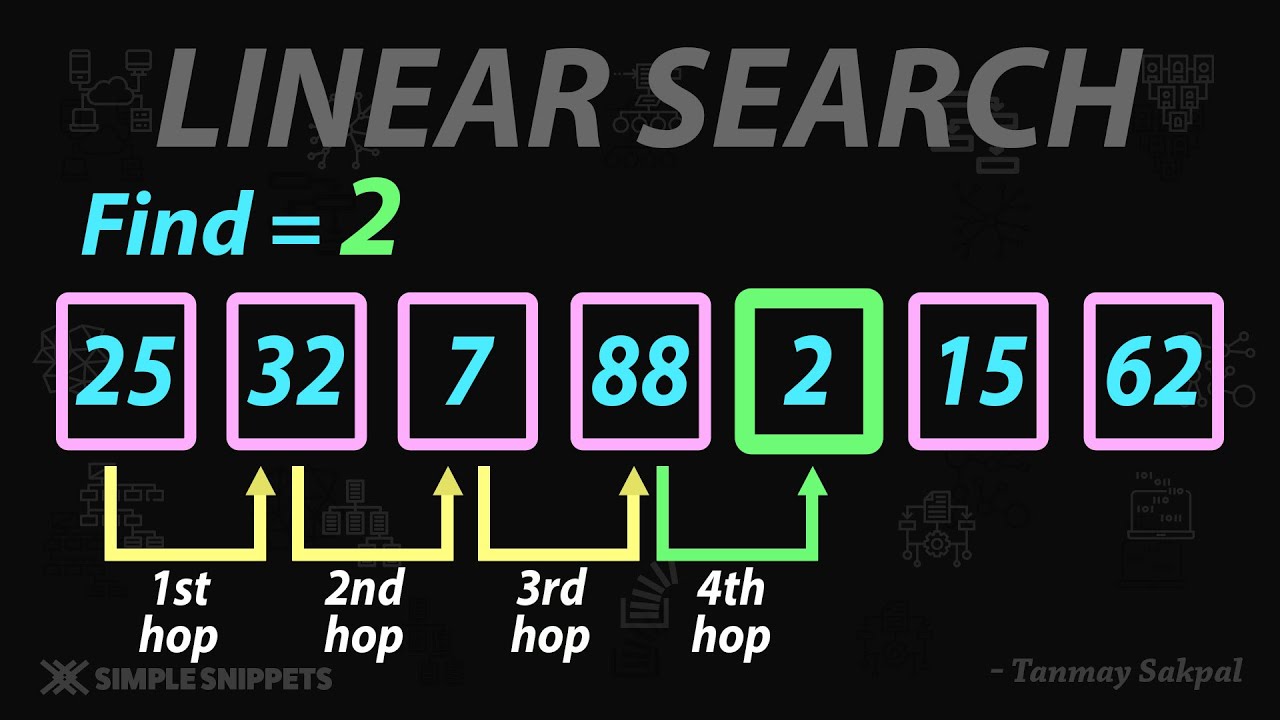 LINEAR SEARCH
Find = 2
25 32 7 88 2 15 62
1st hop
2nd hop
3rd hop
4th hop
SIMPLE SNIPPETS
- Tanmay Sakpal